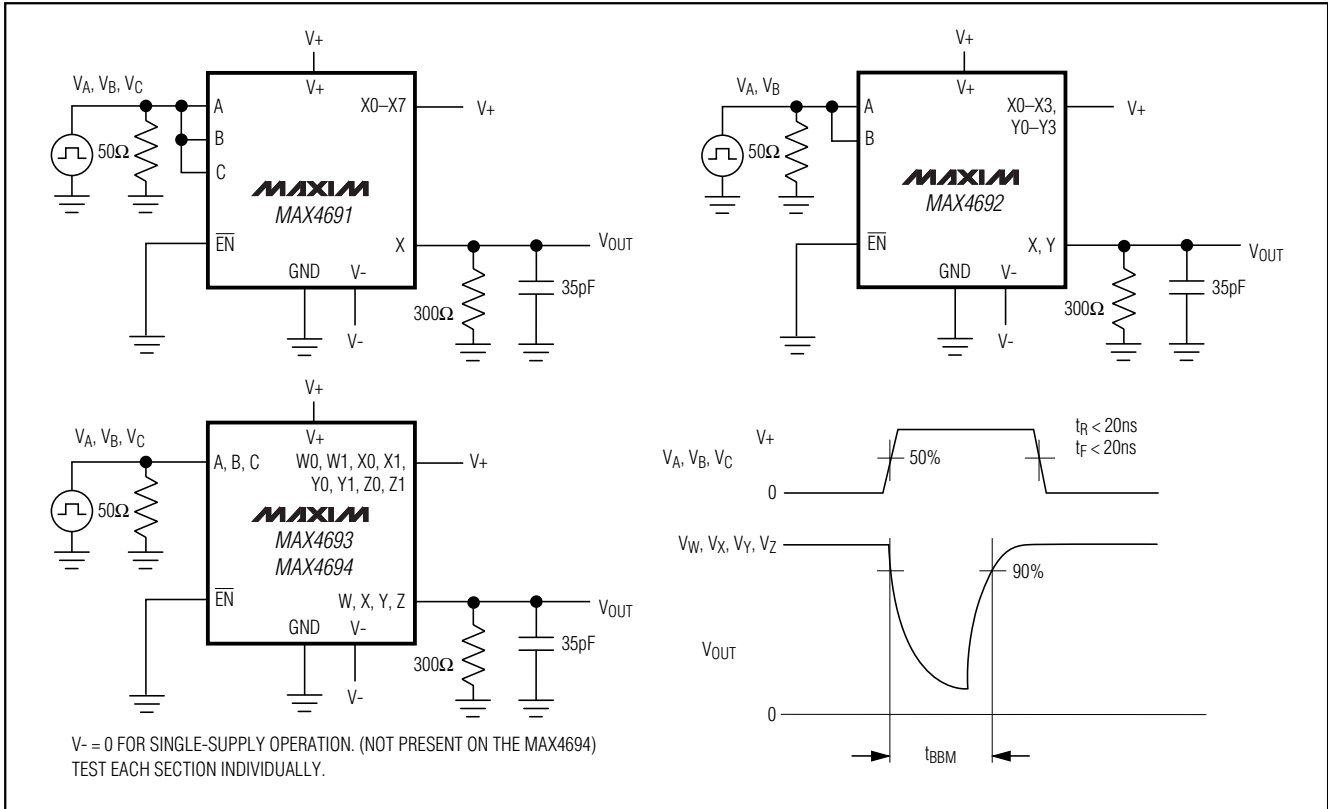 V+
V+
VA, VB, VC
A
X0–X7
V+
B
50Ω
C
MAXIM
MAX4691
EN
X
VOUT
GND
V-
35pF
300Ω
V-
V+
V+
VA, VB
A
X0–X3,
Y0–Y3
V+
B
50Ω
MAXIM
MAX4692
EN
X, Y
VOUT
GND
V-
35pF
300Ω
V-
V+
V+
VA, VB, VC
A, B, C
W0, W1, X0, X1,
Y0, Y1, Z0, Z1
V+
50Ω
MAXIM
MAX4693
MAX4694
EN
W, X, Y, Z
VOUT
GND
V-
35pF
300Ω
V-
V- = 0 FOR SINGLE-SUPPLY OPERATION. (NOT PRESENT ON THE MAX4694)
TEST EACH SECTION INDIVIDUALLY.
V+
tR < 20ns
tF < 20ns
VA, VB, VC
50%
0
VW, VX, VY, VZ
90%
VOUT
0
tBBM